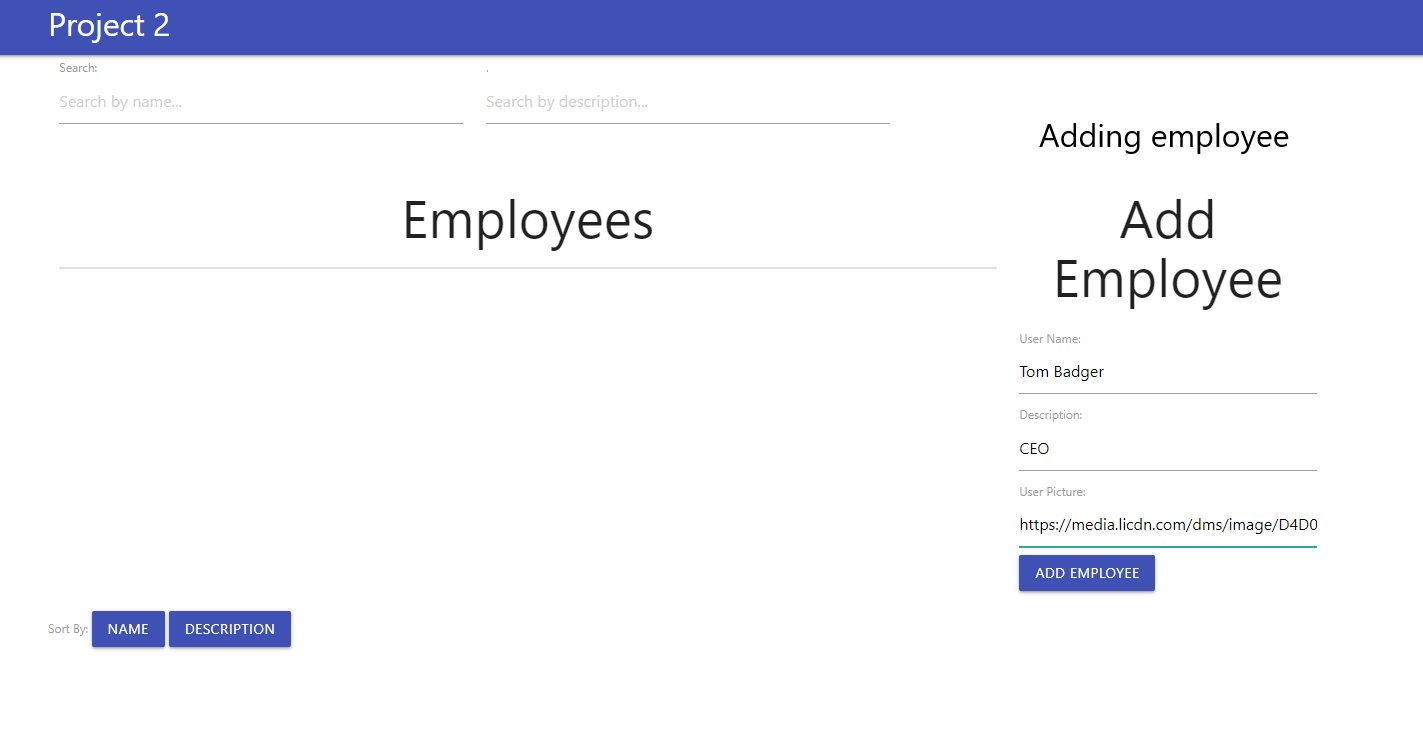 Project 2
Search:
.
Search by name...
Search by description...
Employees
Adding employee
Add
Employee
User Name:
Tom Badger
Description:
CEO
User Picture:
https://media.licdn.com/dms/image/D4D0
ADD EMPLOYEE
Sort By: NAME DESCRIPTION